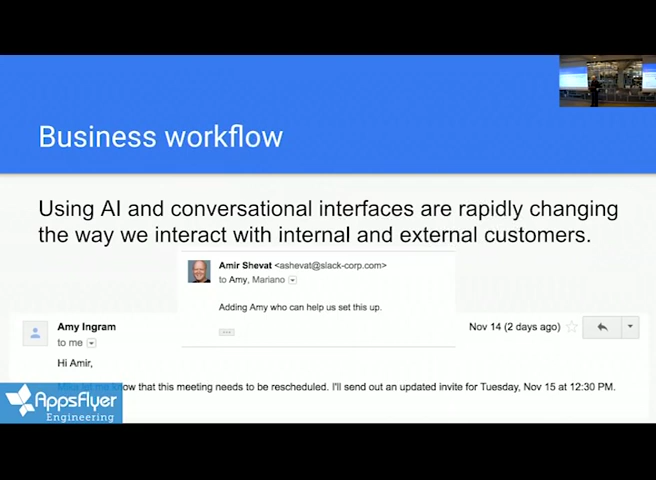 Business workflow
Using AI and conversational interfaces are rapidly changing
the way we interact with internal and external customers.
Amir Shevat <ashevat@slack-corp.com>
to Amy, Mariano
Adding Amy who can help us set this up.
Amy Ingram
Nov 14 (2 days ago)
to me
Hi Amir,
know that this meeting needs to be rescheduled. I'll send out an updated invite for Tuesday, Nov 15 at 12:30 PM.
AppsFlyer
Engineering